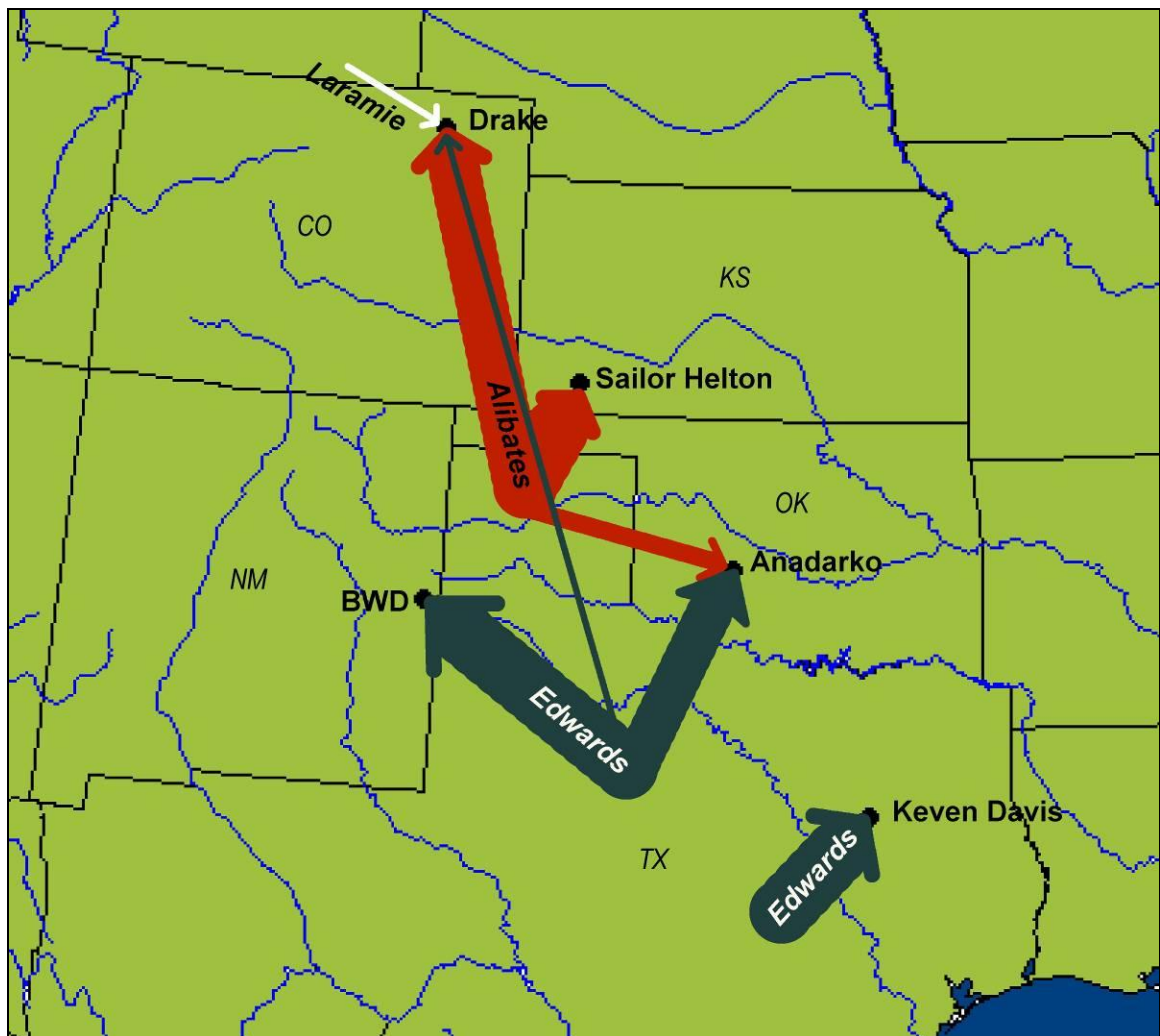 Laramie
Drake
CO
KS
Alibates
Sailor Helton
OK
Anadarko
NM
BWD
Edwards
Keven Davis
TX
Edwards